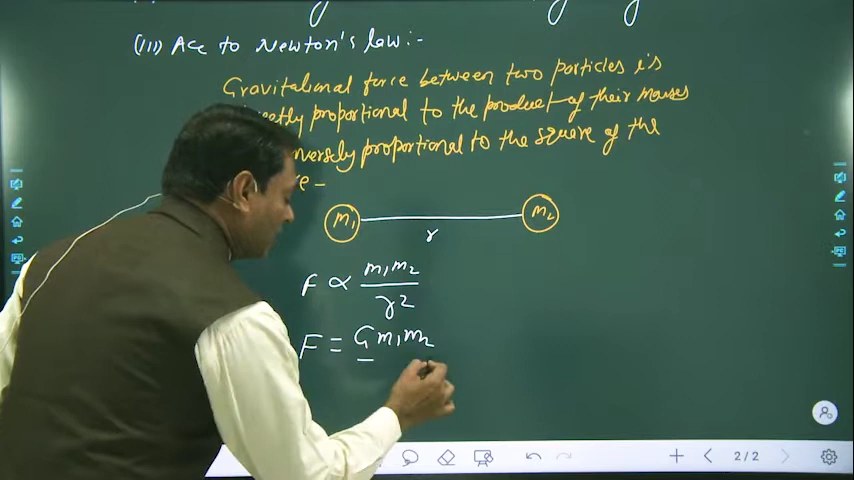 (III) Acc to Newton's law:-
Gravitational force between two particles is
proportional to the product of their masses
proportional to the square of the
m1 m2
r
F ∝ m1m2
r2
F = Gm1m2
2/2